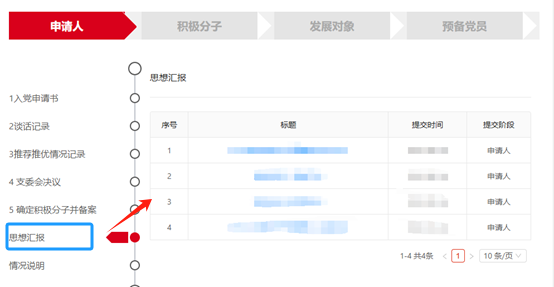 申请人 积极分子 发展对象 预备党员
思想汇报
1入党申请书
2谈话记录
3推荐推优情况记录
4 支委会决议
5 确定积极分子并备案
思想汇报
情况说明
序号 标题 提交时间 提交阶段
1 申请人
2 申请人
3 申请人
4 申请人
1-4 共4条 < 1 > 10 条/页